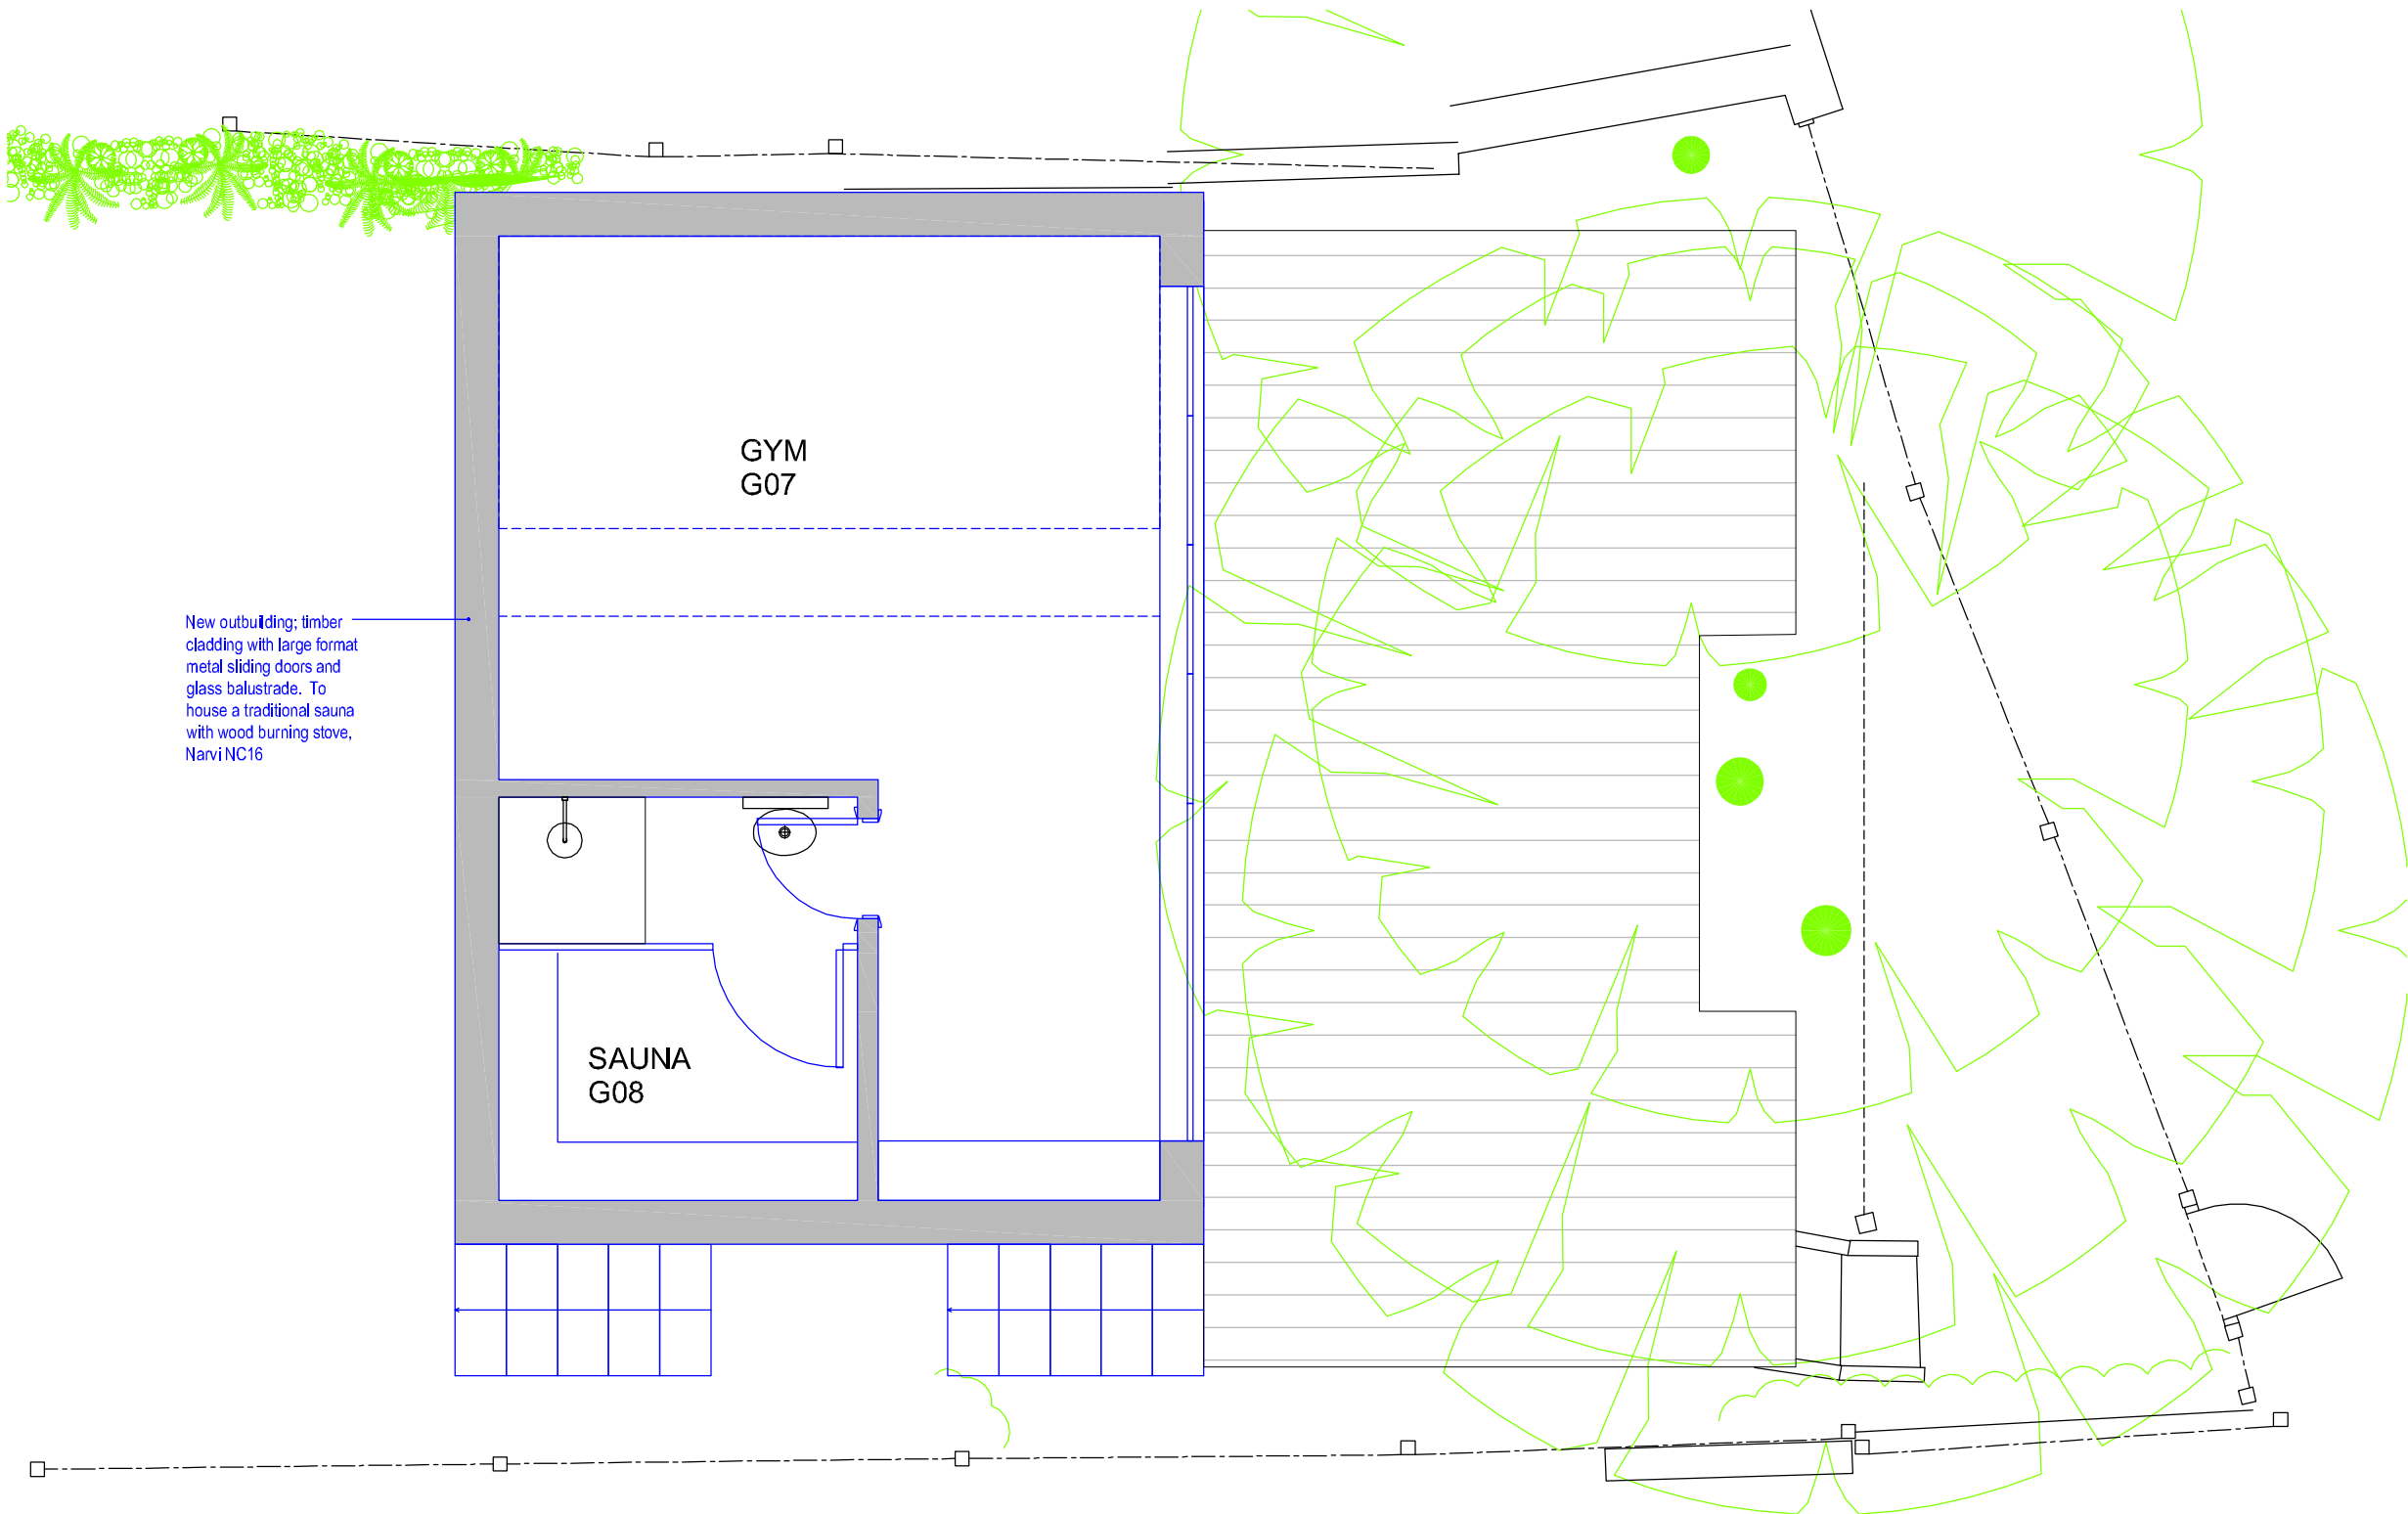 GYM
G07
New outbuilding; timber
cladding with large format
metal sliding doors and
glass balustrade. To
house a traditional sauna
with wood burning stove,
Narvi NC16
SAUNA
G08